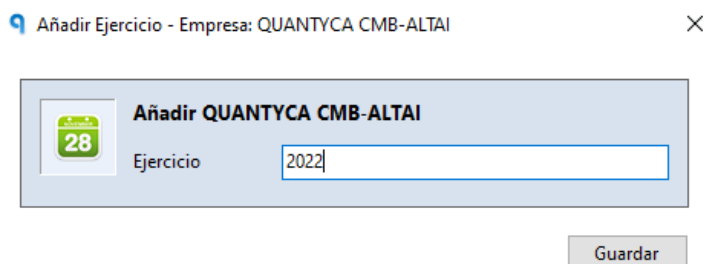 Añadir Ejercicio - Empresa: QUANTYCA CMB-ALTAI
Añadir QUANTYCA CMB-ALTAI
28
Ejercicio 2022
Guardar